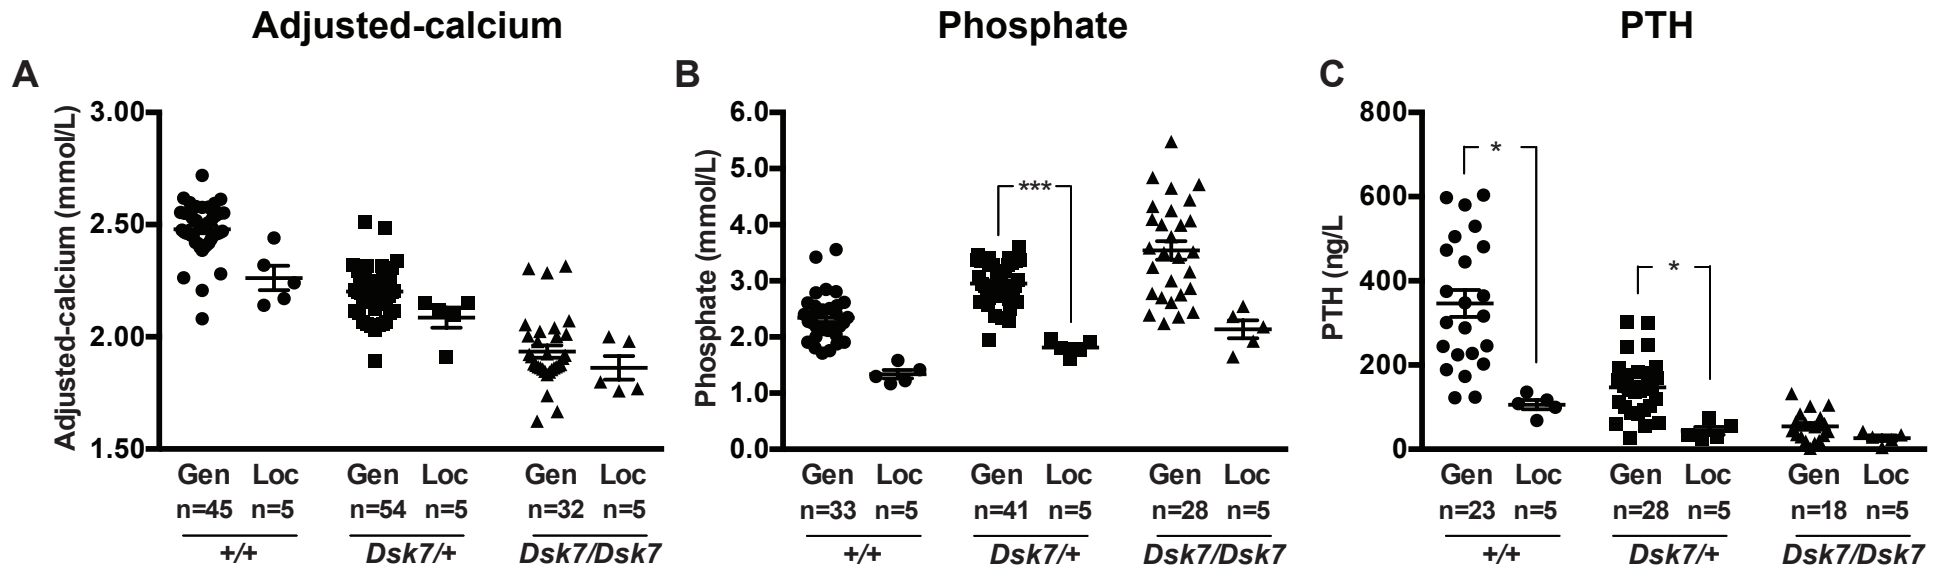 Adjusted-calcium
Phosphate
PTH
A
B
C
Adjusted-calcium (mmol/L)
3.00
2.50
2.00
1.50
Gen Loc Gen Loc Gen Loc
n=45 n=5 n=54 n=5 n=32 n=5
+/+ Dsk7/+ Dsk7/Dsk7
Phosphate (mmol/L)
6.0
5.0
4.0
3.0
2.0
1.0
0.0
***
Gen Loc Gen Loc Gen Loc
n=33 n=5 n=41 n=5 n=28 n=5
+/+ Dsk7/+ Dsk7/Dsk7
PTH (ng/L
800
600
400
200
0
*
*
Gen Loc Gen Loc Gen Loc
n=23 n=5 n=28 n=5 n=18 n=5
+/+ Dsk7/+ Dsk7/Dsk7